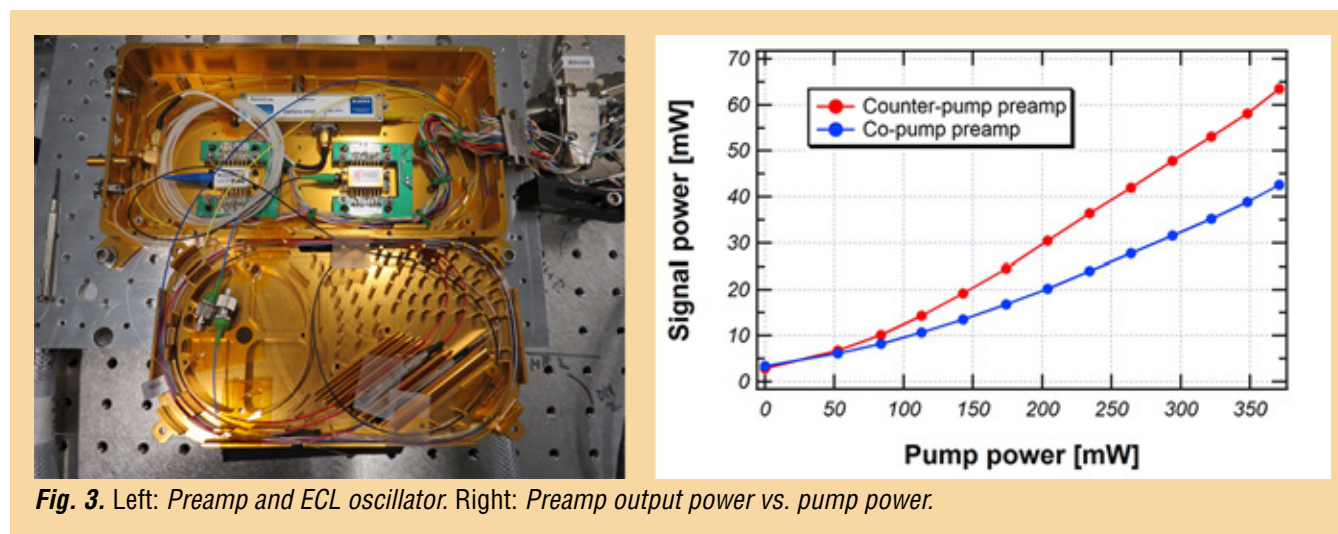 70
60
50
40
30
20
10
0
Signal power [mW]
Counter-pump preamp
Co-pump preamp
0 50 100 150 200 250 300 350
Pump power [mW]
Fig. 3. Left: Preamp and ECL oscillator. Right: Preamp output power vs. pump power.